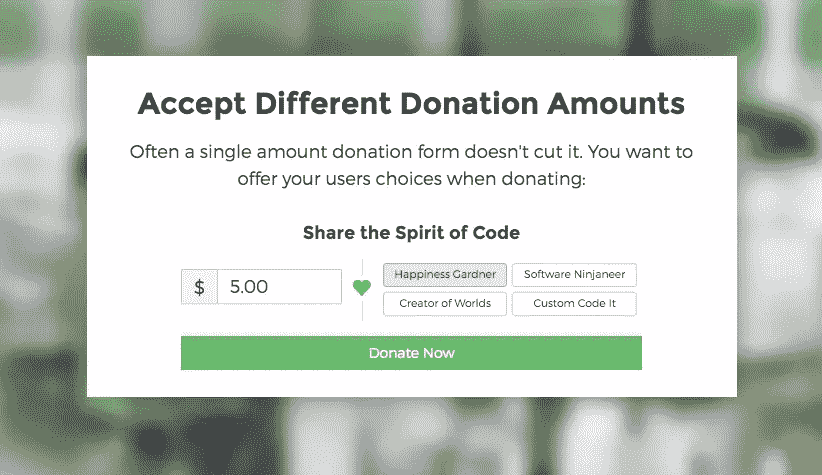 Accept Different Donation Amounts
Often a single amount donation form doesn't cut it. You want to
offer your users choices when donating:
Share the Spirit of Code
$ 5.00
Happiness Gardner Software Ninjaneer
Creator of Worlds Custom Code It
Donate Now